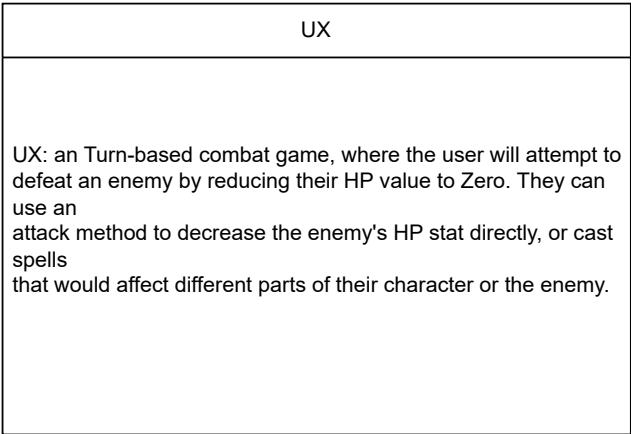 UX
UX: an Turn-based combat game, where the user will attempt to
defeat an enemy by reducing their HP value to Zero. They can
use an
attack method to decrease the enemy's HP stat directly, or cast
spells
that would affect different parts of their character or the enemy.